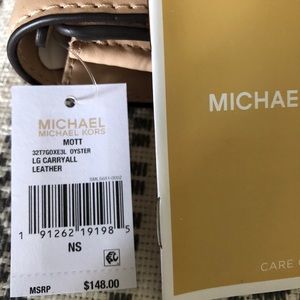 MICHAEL
MICHAEL KORS
MOTT
32T7GOXE3L OYSTER
LG CARRYALL
LEATHER
1 91262 19198 5
NS
MSRP $148.00
MICHAE
CARE